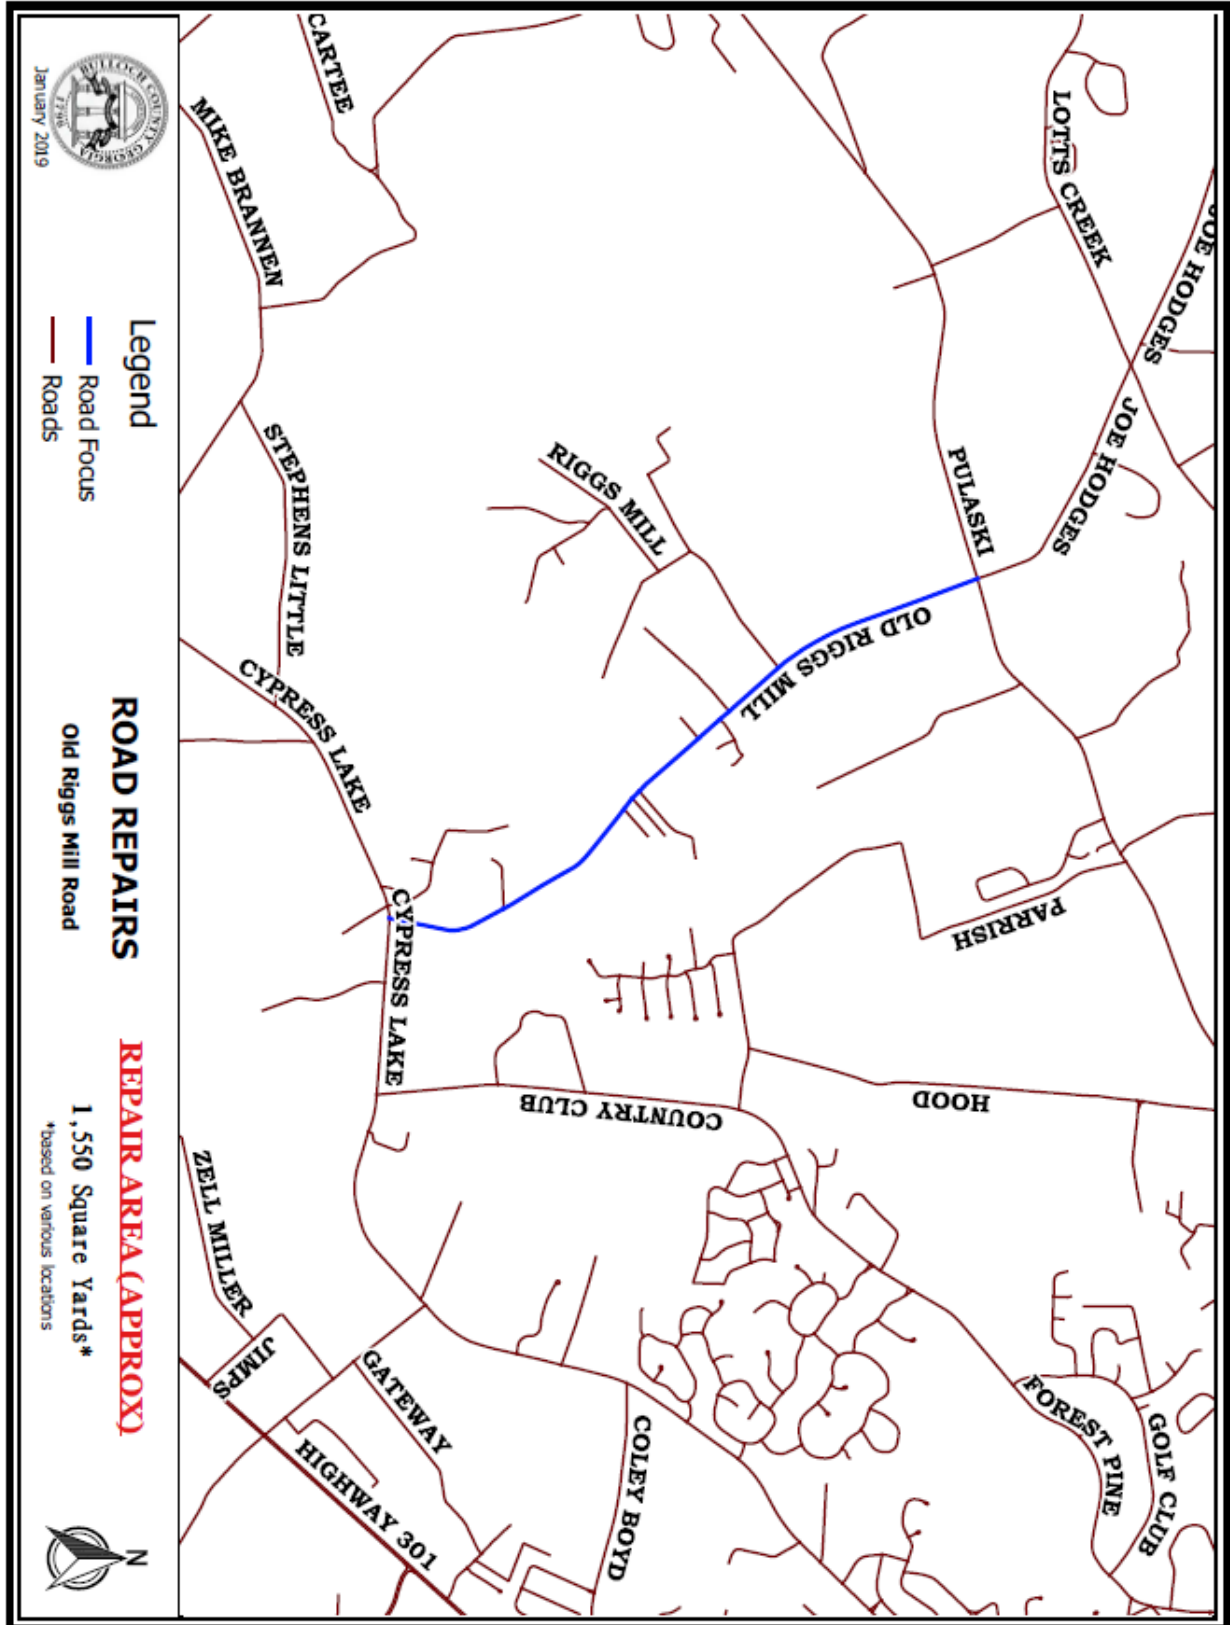 LOTTS CREEK
JOE HODGES
JOE HODGES
PULASKI
CARTEE
RIGGS MILL
OLD RIGGS MILL
MIKE BRANNEN
STEPHENS LITTLE
CYPRESS LAKE
CYPRESS LAKE
PARRISH
HOOD
COUNTRY CLUB
FOREST PINE
GOLF CLUB
COLEY BOYD
GATEWAY
HIGHWAY 301
JIMPS
ZELL MILLER
BULLOCH COUNTY GEORGIA
1796
January 2019
Legend
Road Focus
Roads
ROAD REPAIRS
Old Riggs Mill Road
REPAIR AREA (APPROX)
1,550 Square Yards*
*based on various locations
N